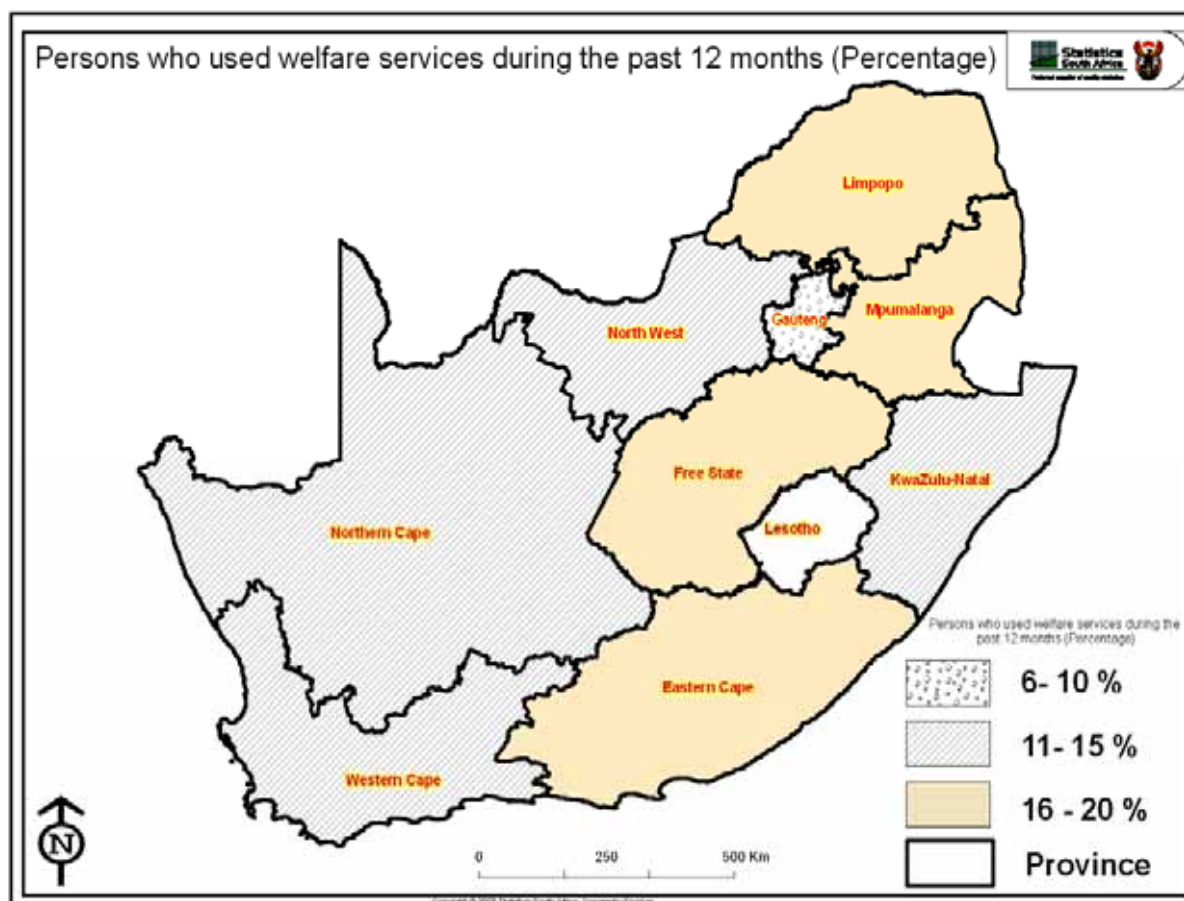 Persons who used welfare services during the past 12 months (Percentage)
Statistics
South Africa
Limpopo
Mpumalanga
Gauteng
North West
Free State
KwaZulu-Natal
Lesotho
Northern Cape
Eastern Cape
Western Cape
Persons who used welfare services during the
past 12 months (Percentage)
6- 10 %
11- 15 %
16 - 20 %
Province
N
0 250 500 Km